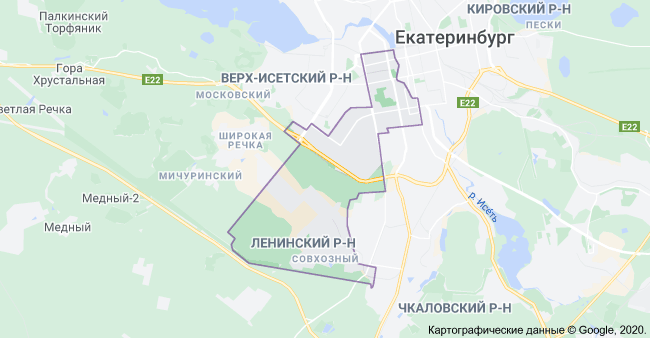 КИРОВСКИЙ Р-Н
ПЕСКИ
Палкинский
Торфяник
Екатеринбург
Гора
Хрустальная
E22
ВЕРХ-ИСЕТСКИЙ Р-Н
МОСКОВСКИЙ
E22
E22
E22
ветлая Речка
ШИРОКАЯ
РЕЧКА
МИЧУРИНСКИЙ
Медный-2
р. Исеть
Медный
ЛЕНИНСКИЙ Р-Н
СОВХОЗНЫЙ
ЧКАЛОВСКИЙ Р-Н
Картографические данные © Google, 2020.